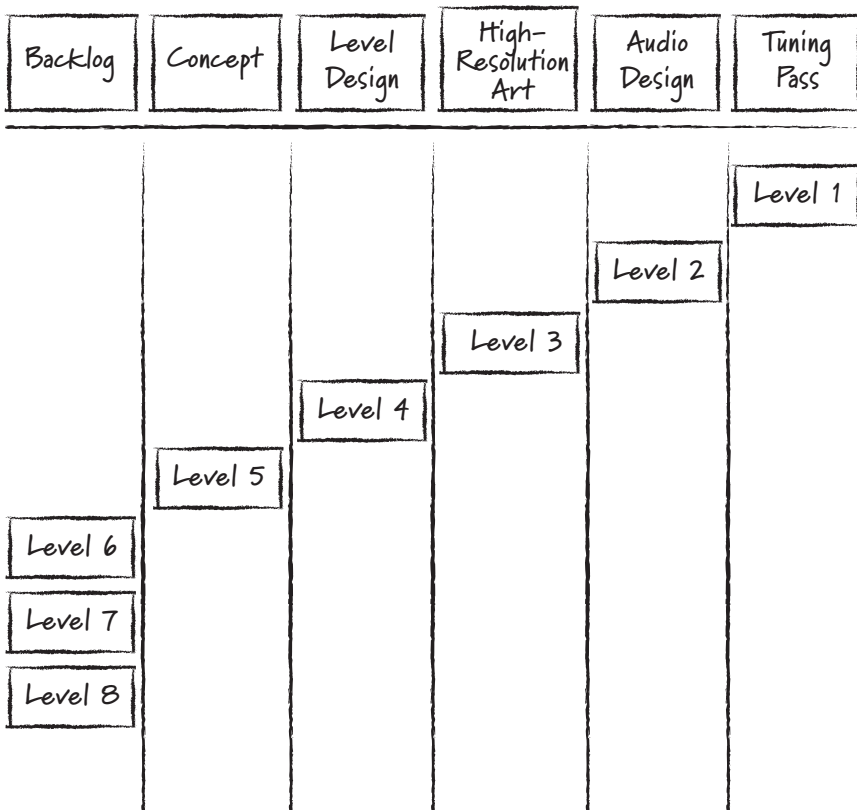 Backlog
Concept
Level
Design
High-
Resolution
Art
Audio
Design
Tuning
Pass
Level 1
Level 2
Level 3
Level 4
Level 5
Level 6
Level 7
Level 8